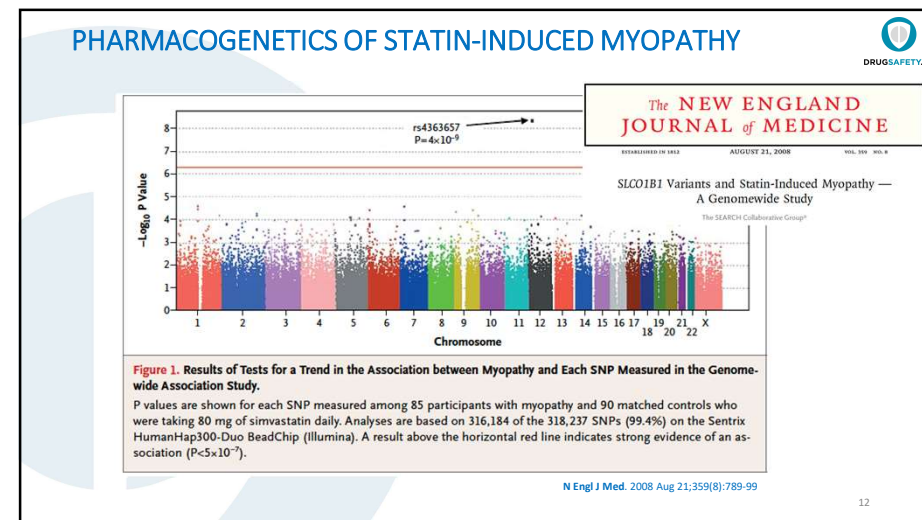 PHARMACOGENETICS OF STATIN-INDUCED MYOPATHY
DRUGSAFETY.
The NEW ENGLAND
JOURNAL of MEDICINE
ESTABLISHED IN 1812 AUGUST 21, 2008 VOL. 359 NO. 8
SLCO1B1 Variants and Statin-Induced Myopathy —
A Genomewide Study
The SEARCH Collaborative Group*
rs4363657
P=4×10⁻⁹
−Log₁₀ P Value
8
7
6
5
4
3
2
1
0
1 2 3 4 5 6 7 8 9 10 11 12 13 14 15 16 17 18 19 20 21 22 X
Chromosome
Figure 1. Results of Tests for a Trend in the Association between Myopathy and Each SNP Measured in the Genome-
wide Association Study.
P values are shown for each SNP measured among 85 participants with myopathy and 90 matched controls who
were taking 80 mg of simvastatin daily. Analyses are based on 316,184 of the 318,237 SNPs (99.4%) on the Sentrix
HumanHap300-Duo BeadChip (Illumina). A result above the horizontal red line indicates strong evidence of an as-
sociation (P<5×10⁻⁷).
N Engl J Med. 2008 Aug 21;359(8):789-99
12